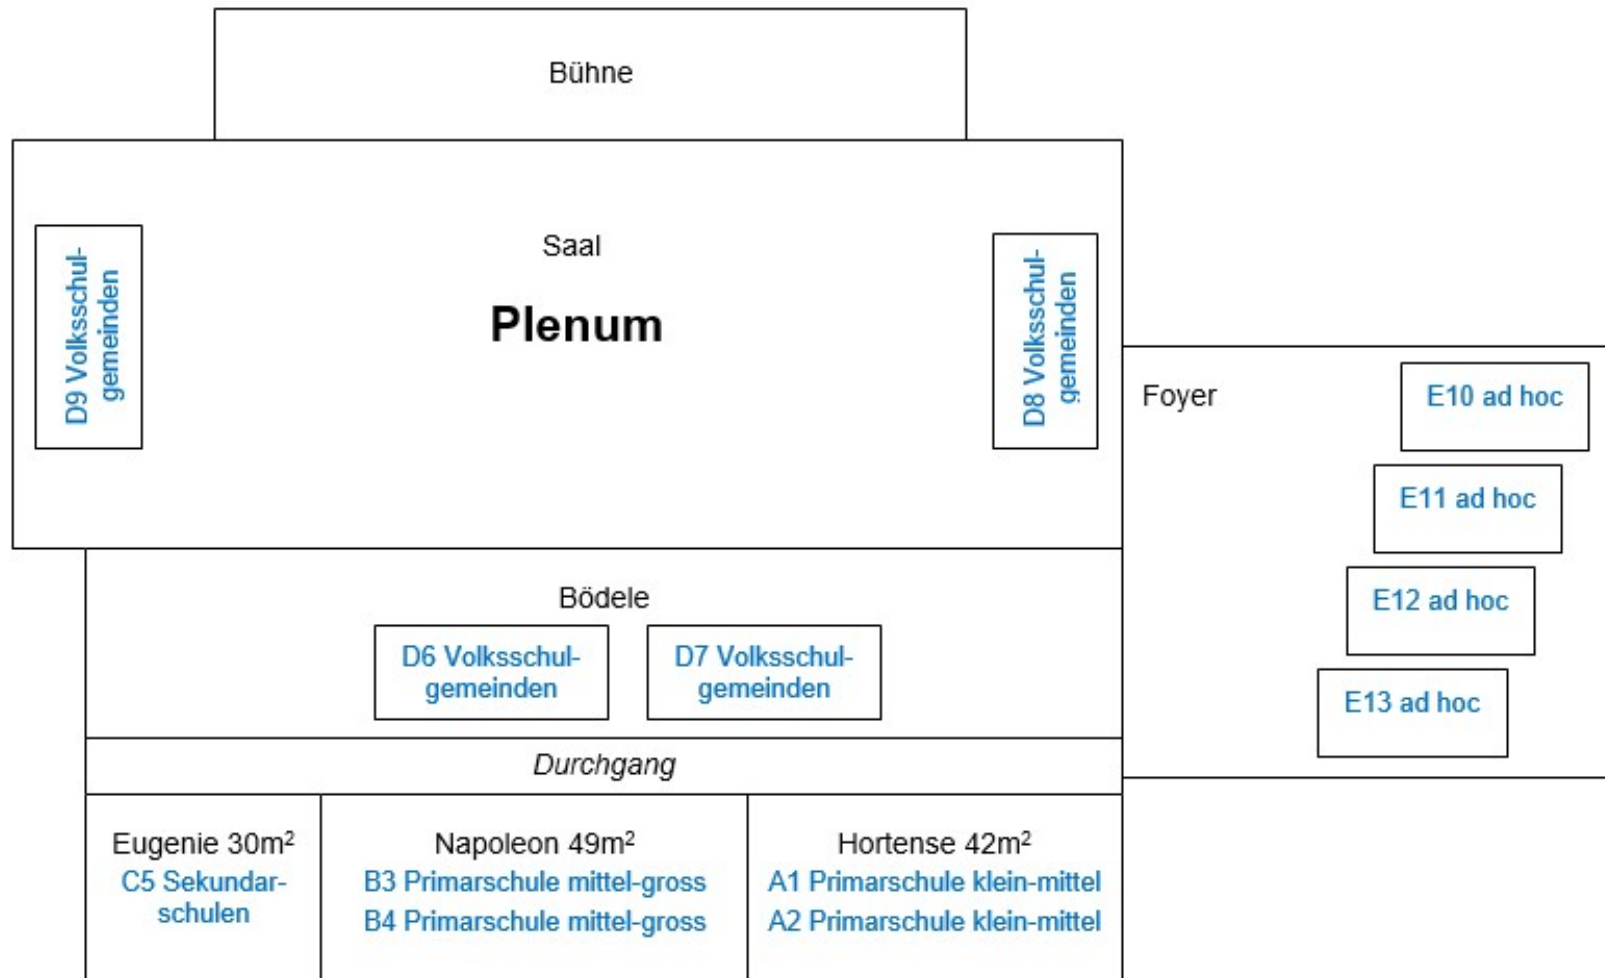 Bühne
Saal
Plenum
D9 Volksschul-
gemeinden
D8 Volksschul-
gemeinden
Foyer
E10 ad hoc
E11 ad hoc
E12 ad hoc
E13 ad hoc
Bödele
D6 Volksschul-
gemeinden
D7 Volksschul-
gemeinden
Durchgang
Eugenie 30m²
C5 Sekundar-
schulen
Napoleon 49m²
B3 Primarschule mittel-gross
B4 Primarschule mittel-gross
Hortense 42m²
A1 Primarschule klein-mittel
A2 Primarschule klein-mittel